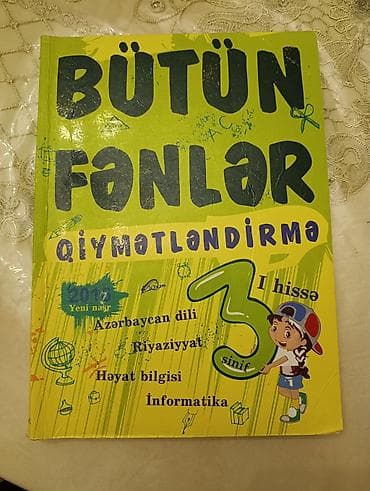 BÜTÜN
FƏNLƏR
QİYMƏTLƏNDİRMƏ
I hissə
Yeni nəşr
3
Azərbaycan dili
Riyaziyyat
sinif
Həyat bilgisi
İnformatika